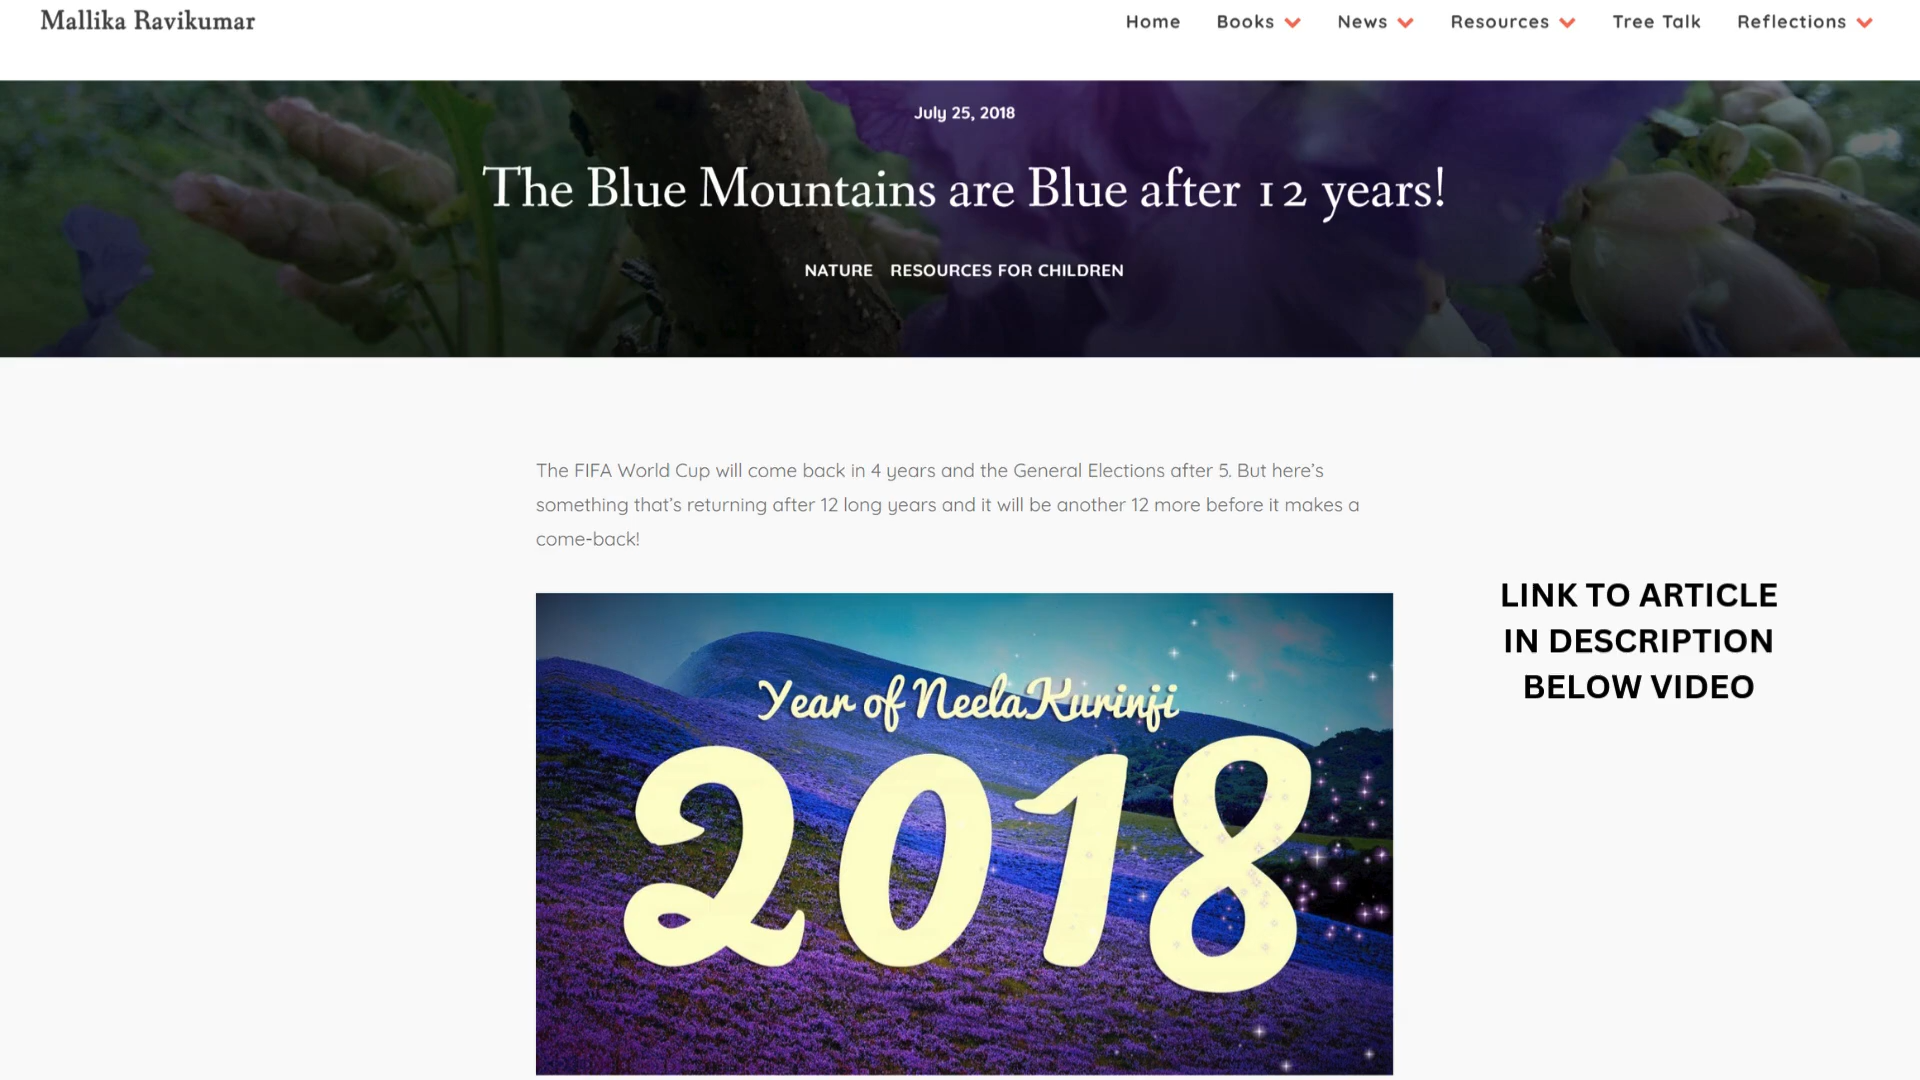 Mallika Ravikumar
Home Books News Resources Tree Talk Reflections
July 25, 2018
The Blue Mountains are Blue after 12 years!
NATURE RESOURCES FOR CHILDREN
The FIFA World Cup will come back in 4 years and the General Elections after 5. But here’s
something that’s returning after 12 long years and it will be another 12 more before it makes a
come-back!
Year of NeelaKurinji
2018
LINK TO ARTICLE
IN DESCRIPTION
BELOW VIDEO